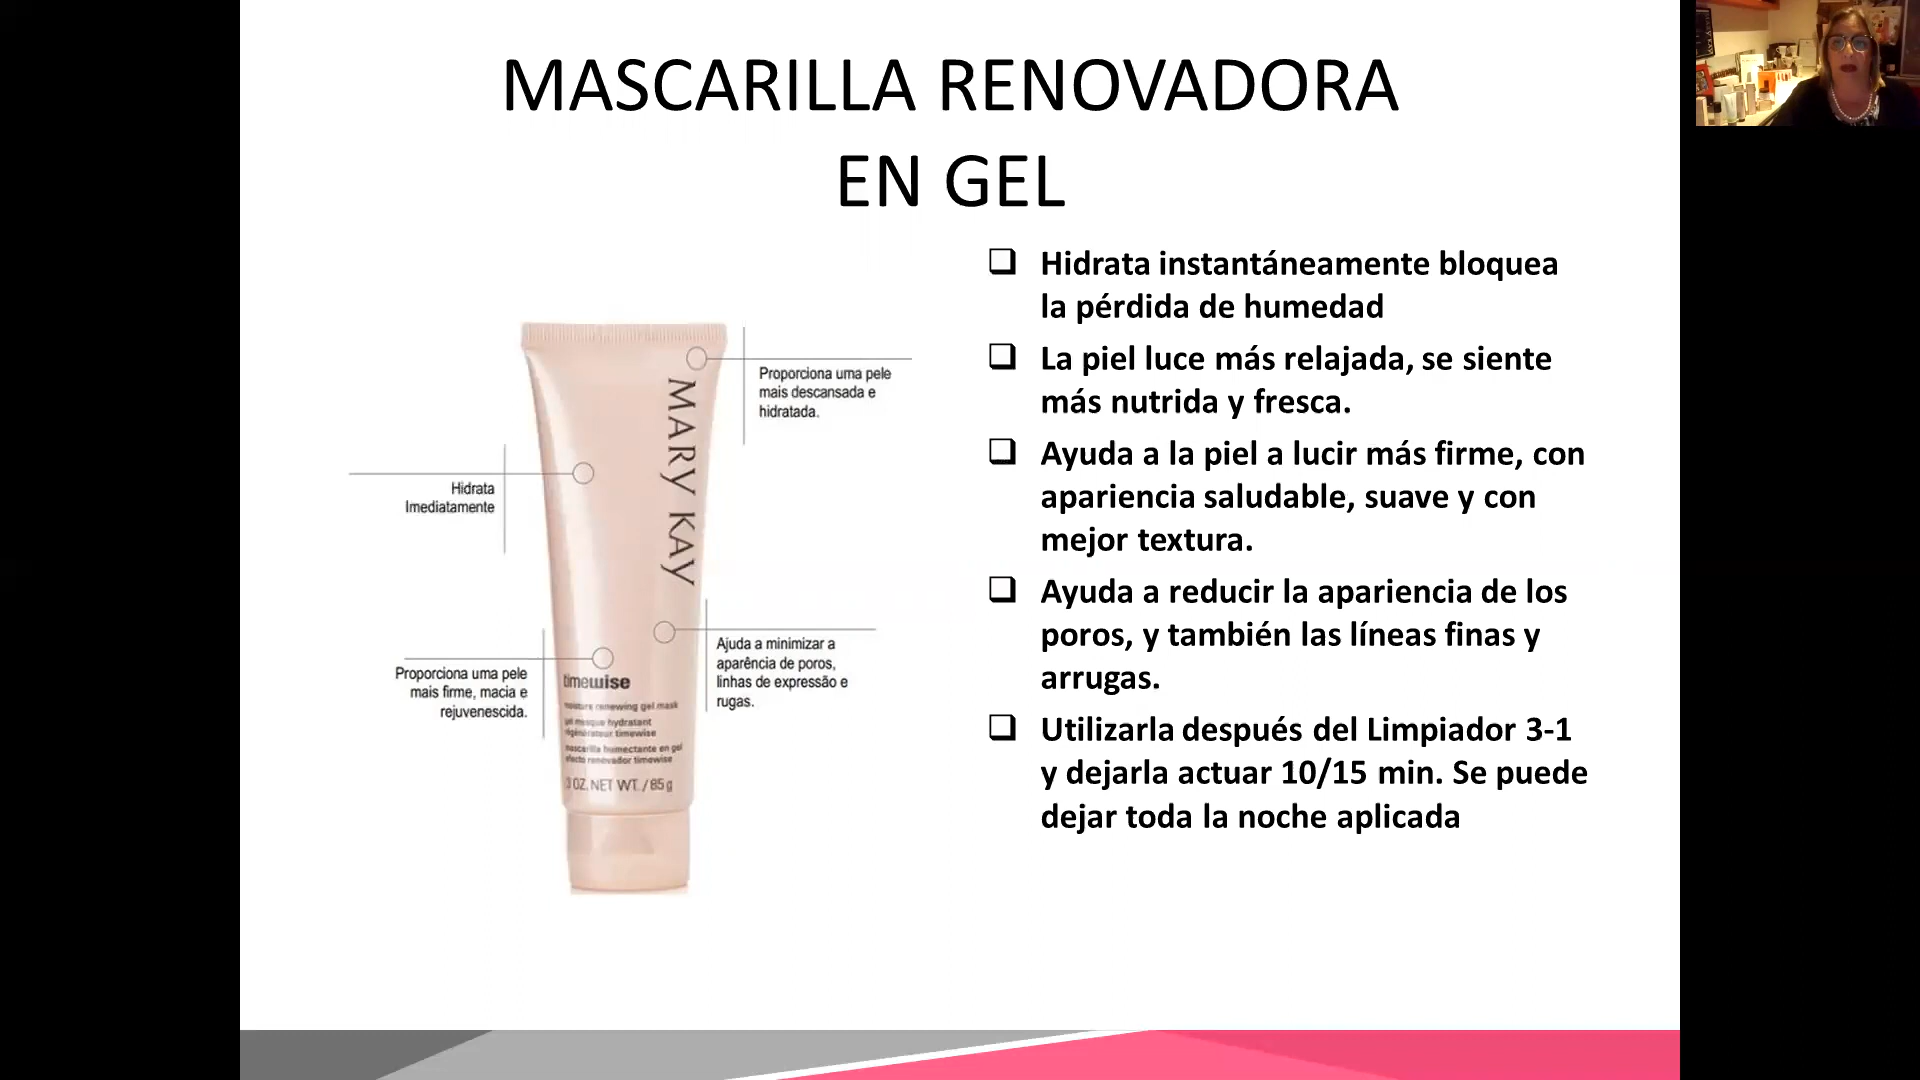 MASCARILLA RENOVADORA
EN GEL
Hidrata instantáneamente bloquea
la pérdida de humedad
La piel luce más relajada, se siente
más nutrida y fresca.
Ayuda a la piel a lucir más firme, con
apariencia saludable, suave y con
mejor textura.
Ayuda a reducir la apariencia de los
poros, y también las líneas finas y
arrugas.
Utilizarla después del Limpiador 3-1
y dejarla actuar 10/15 min. Se puede
dejar toda la noche aplicada
Proporciona uma pele
mais descansada e
hidratada.
Hidrata
Imediatamente
Ajuda a minimizar a
aparência de poros,
linhas de expressão e
rugas.
Proporciona uma pele
mais firme, macia e
rejuvenescida.
MARY KAY
timewise
moisture renewing gel mask
gel masque hydratant
régénérateur timewise
mascarilla humectante en gel
efecto renovador timewise
3 OZ. NET WT. / 85 g